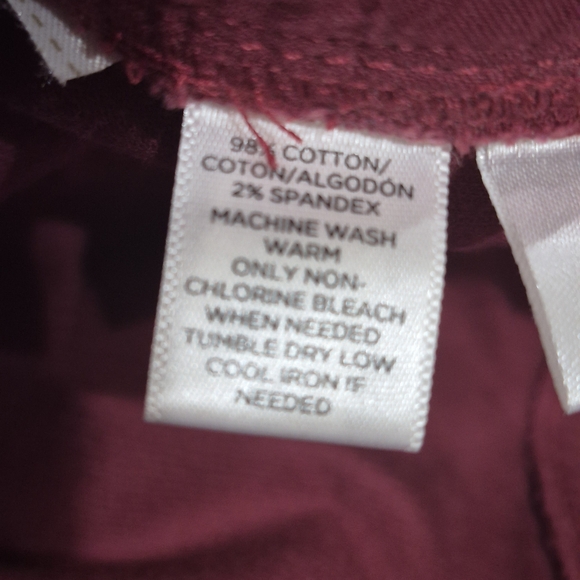 98% COTTON/
COTON/ALGODÓN
2% SPANDEX
MACHINE WASH
WARM
ONLY NON-
CHLORINE BLEACH
WHEN NEEDED
TUMBLE DRY LOW
COOL IRON IF
NEEDED